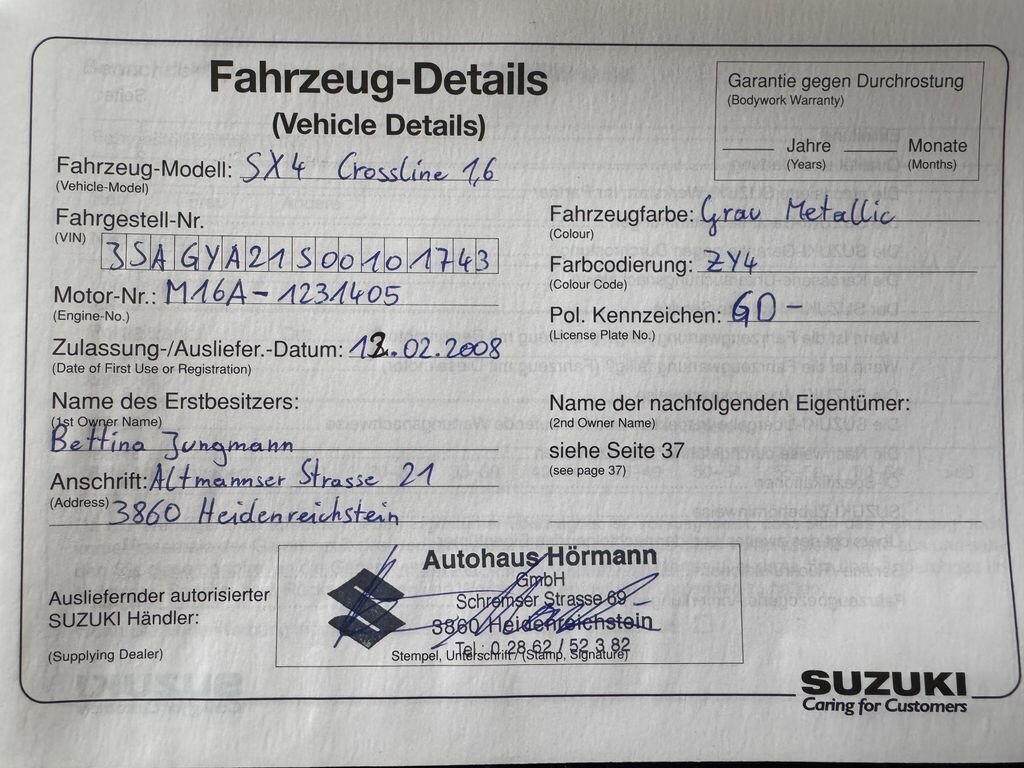 Fahrzeug-Details
(Vehicle Details)
Garantie gegen Durchrostung
(Bodywork Warranty)
Jahre Monate
(Years) (Months)
Fahrzeug-Modell: SX4 Crossline 1,6
(Vehicle-Model)
Fahrgestell-Nr.
(VIN) JSAGYA21S00101743
Motor-Nr.: M16A-1231405
(Engine-No.)
Zulassung-/Ausliefer.-Datum: .02.2008
(Date of First Use or Registration)
Name des Erstbesitzers:
(1st Owner Name)
Bettina Jungmann
Anschrift: Altmannser Strasse 21
(Address) 3860 Heidenreichstein
Fahrzeugfarbe: Grau Metallic
(Colour)
Farbcodierung: ZY4
(Colour Code)
Pol. Kennzeichen: GD-
(License Plate No.)
Name der nachfolgenden Eigentümer:
(2nd Owner Name)
siehe Seite 37
(see page 37)
Ausliefernder autorisierter
SUZUKI Händler:
(Supplying Dealer)
Autohaus Hörmann
GmbH
Schremser Strasse 69
3860 Heidenreichstein
Tel.: 0 28 62 / 52 3 82
Stempel, Unterschrift / (Stamp, Signature)
SUZUKI
Caring for Customers